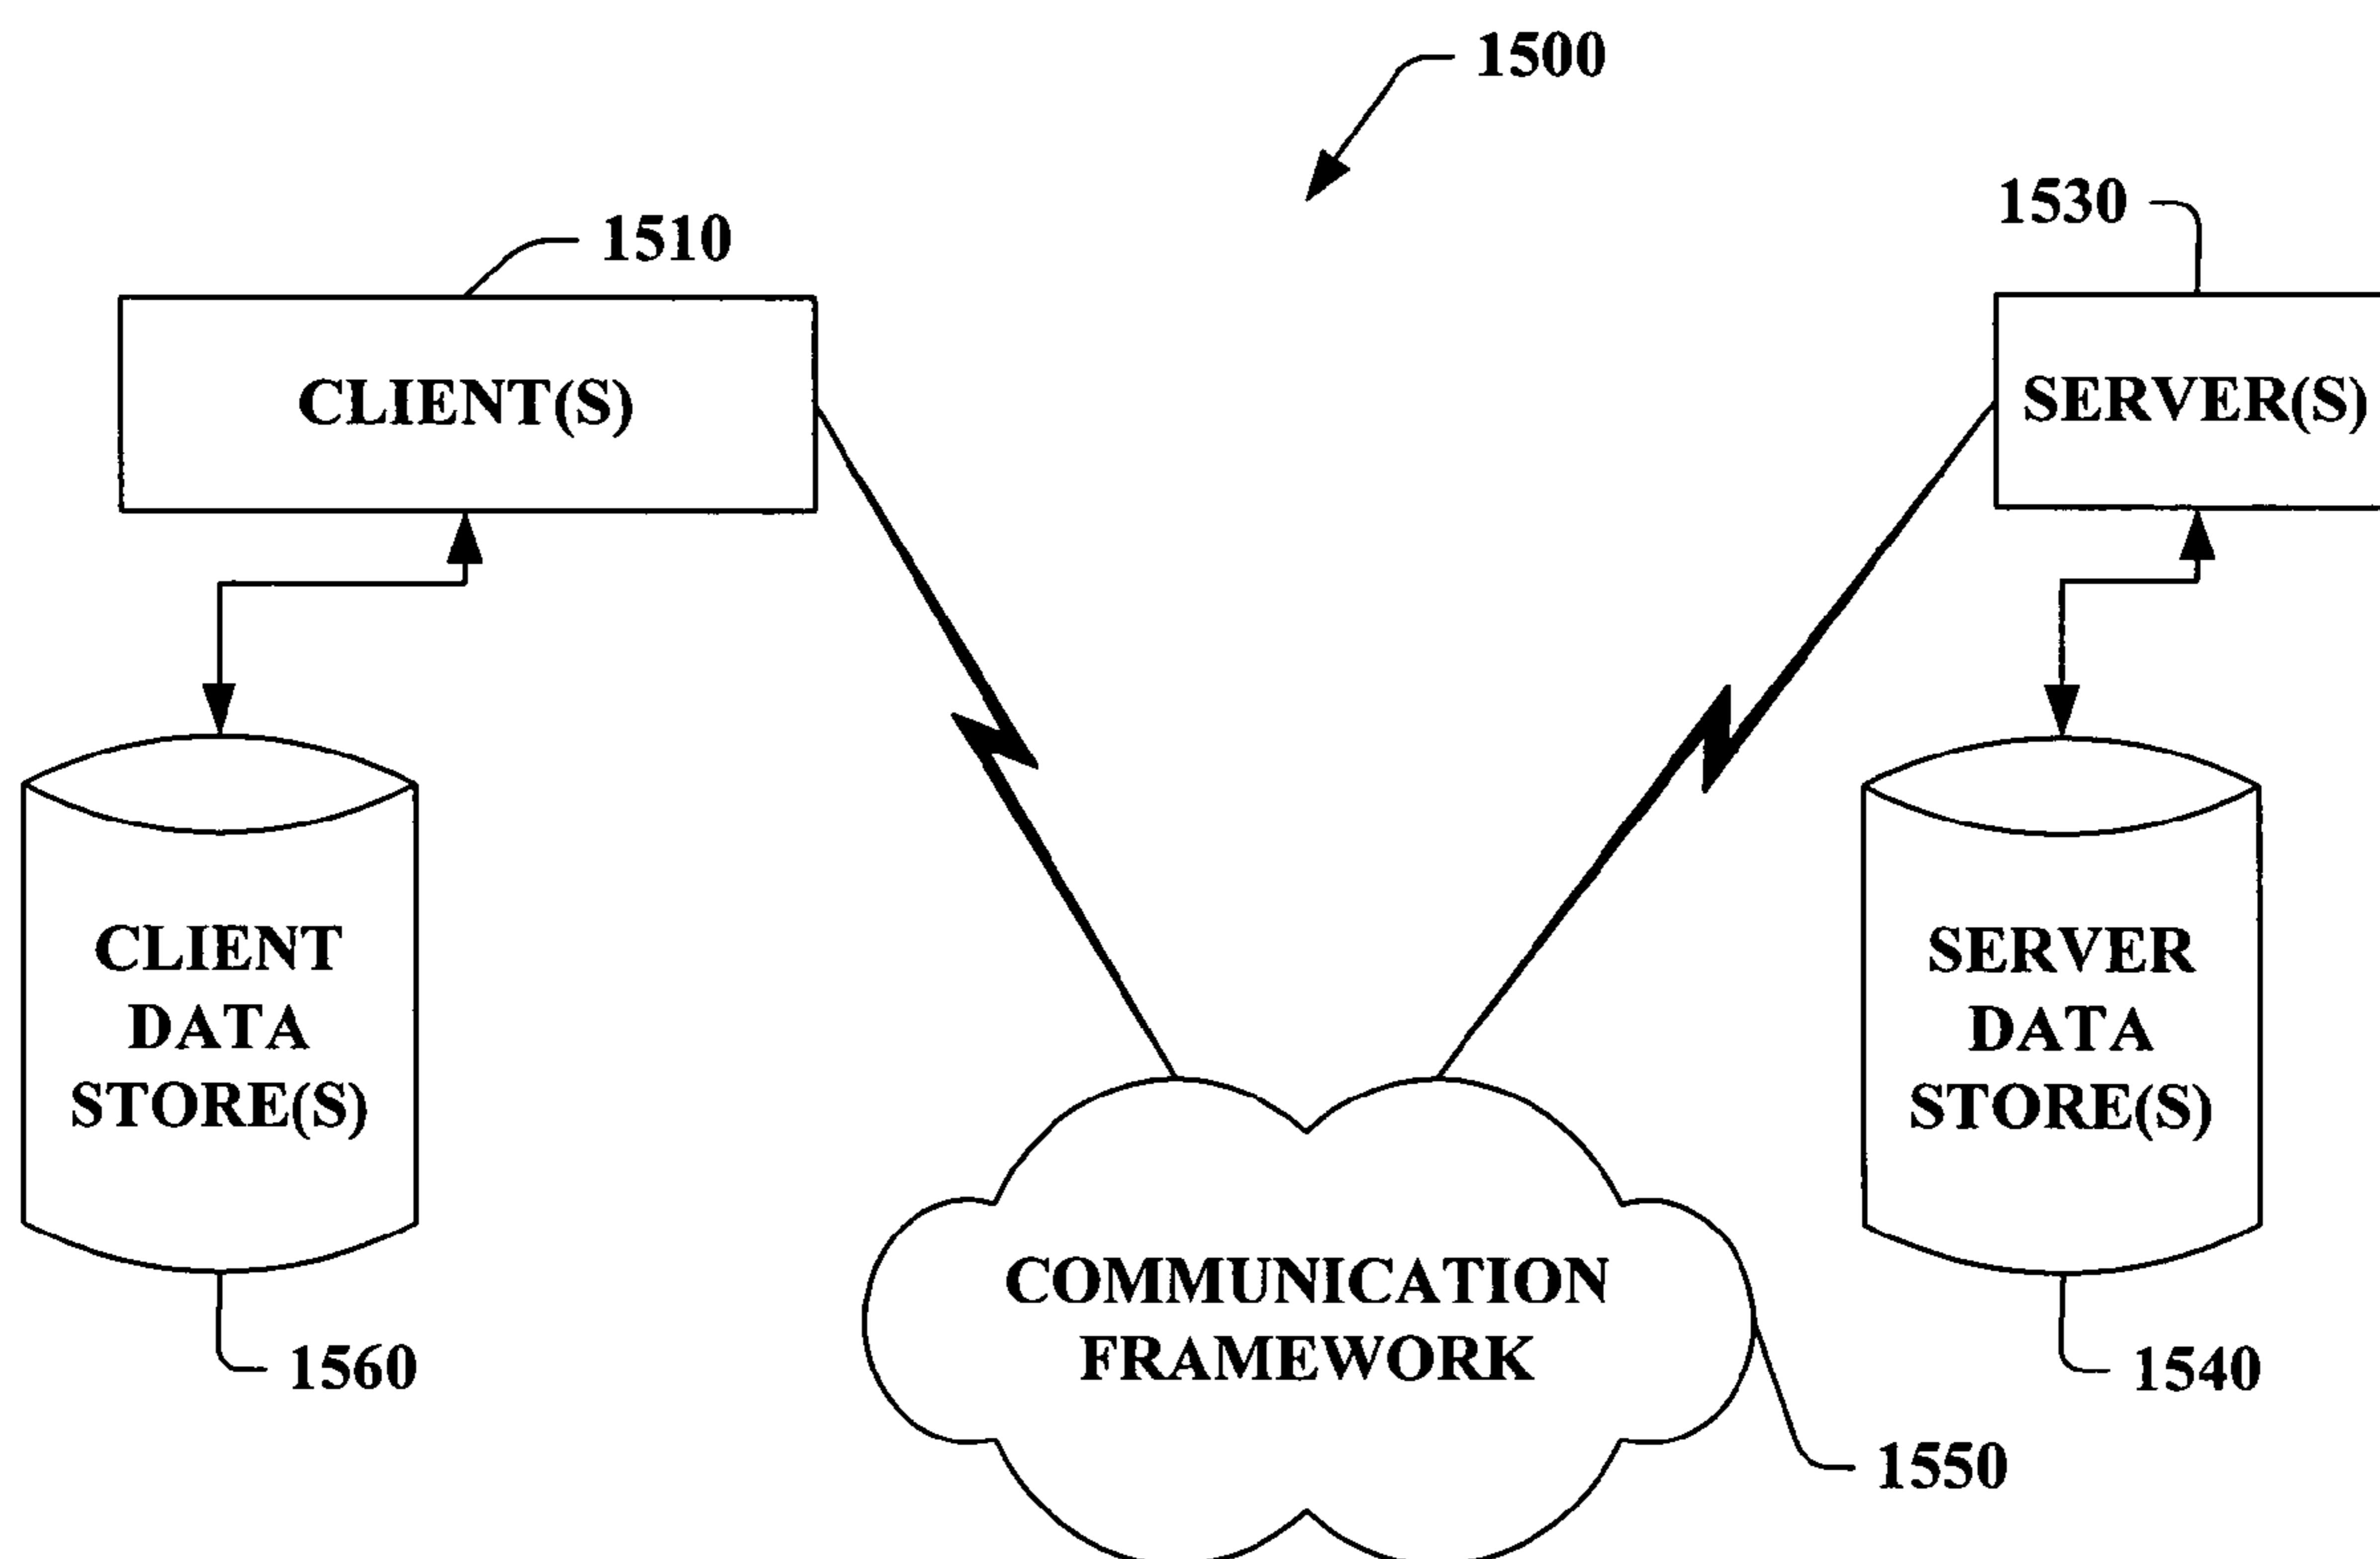 1500
1510
1530
CLIENT(S)
SERVER(S)
CLIENT
DATA
STORE(S)
SERVER
DATA
STORE(S)
COMMUNICATION
FRAMEWORK
1560
1540
1550